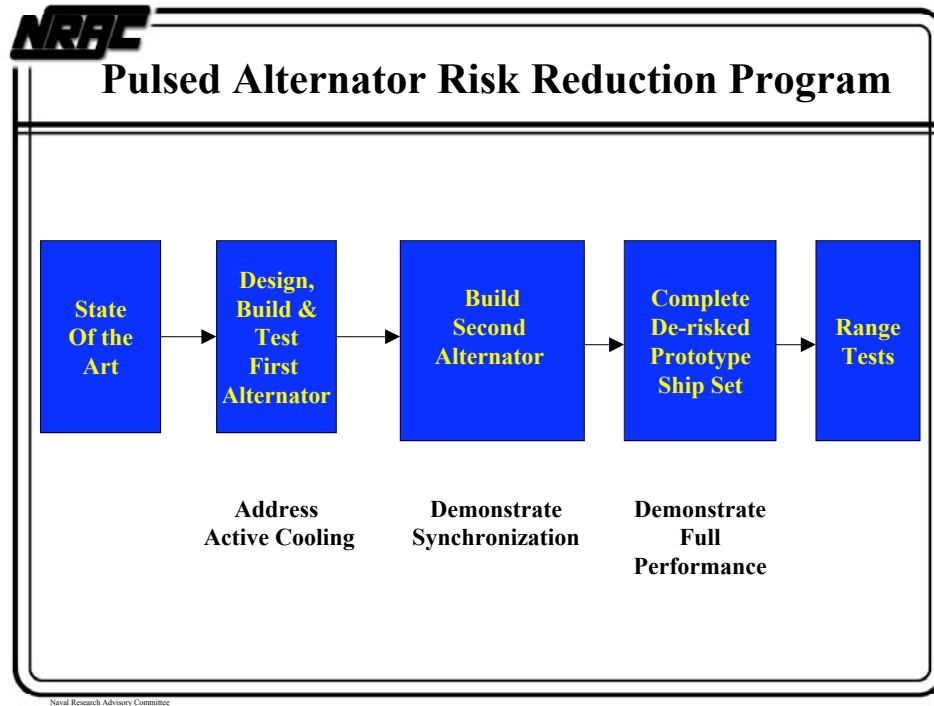 NRAC
Pulsed Alternator Risk Reduction Program
State
Of the
Art
Design,
Build &
Test
First
Alternator
Build
Second
Alternator
Complete
De-risked
Prototype
Ship Set
Range
Tests
Address
Active Cooling
Demonstrate
Synchronization
Demonstrate
Full
Performance
Naval Research Advisory Committee